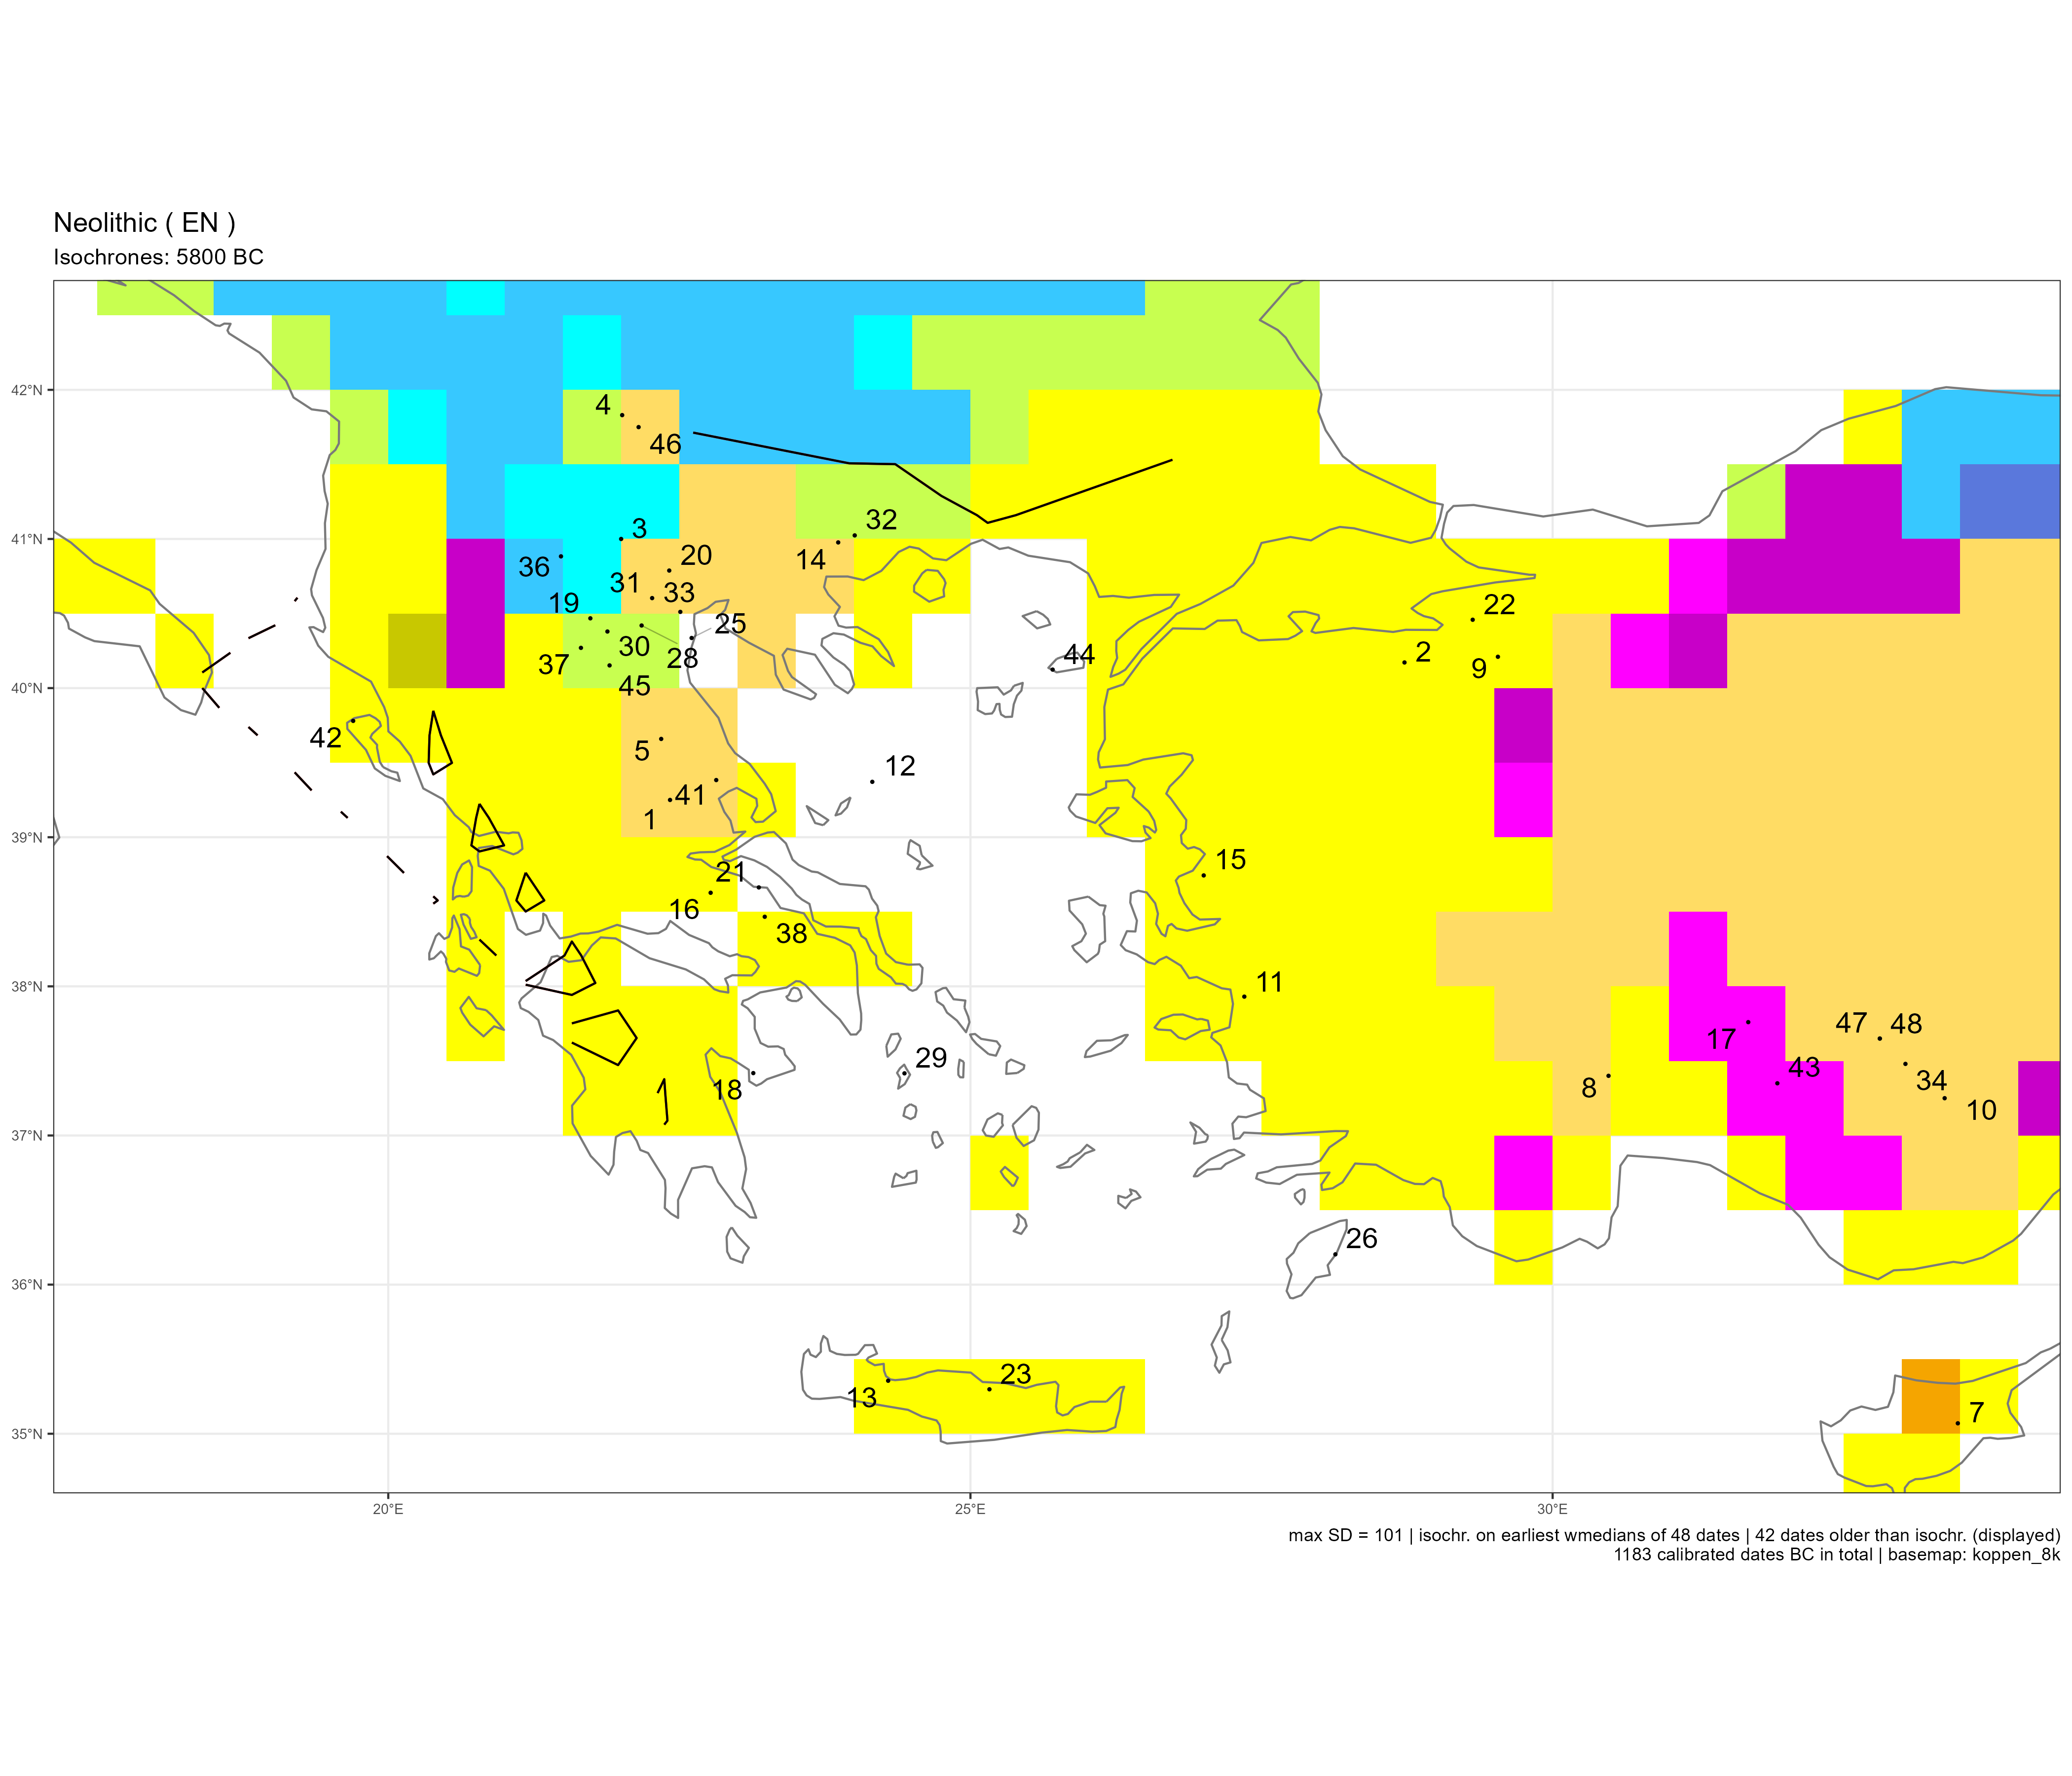 Neolithic ( EN )
Isochrones: 5800 BC
42°N
41°N
40°N
39°N
38°N
37°N
36°N
35°N
4
46
3
32
36
20
14
31
33
19
25
22
30
28
44
2
37
9
45
42
5
12
41
1
21
15
16
38
11
47
48
17
29
43
18
8
34
10
26
23
13
7
20°E
25°E
30°E
max SD = 101 | isochr. on earliest wmedians of 48 dates | 42 dates older than isochr. (displayed)
1183 calibrated dates BC in total | basemap: koppen_8k